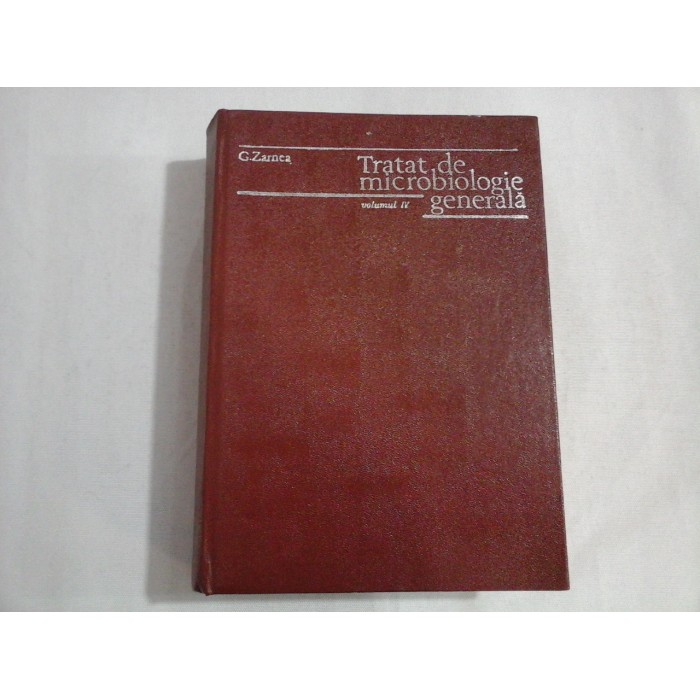 G.Zarnea
Tratat de
microbiologie
volumul IV
generală